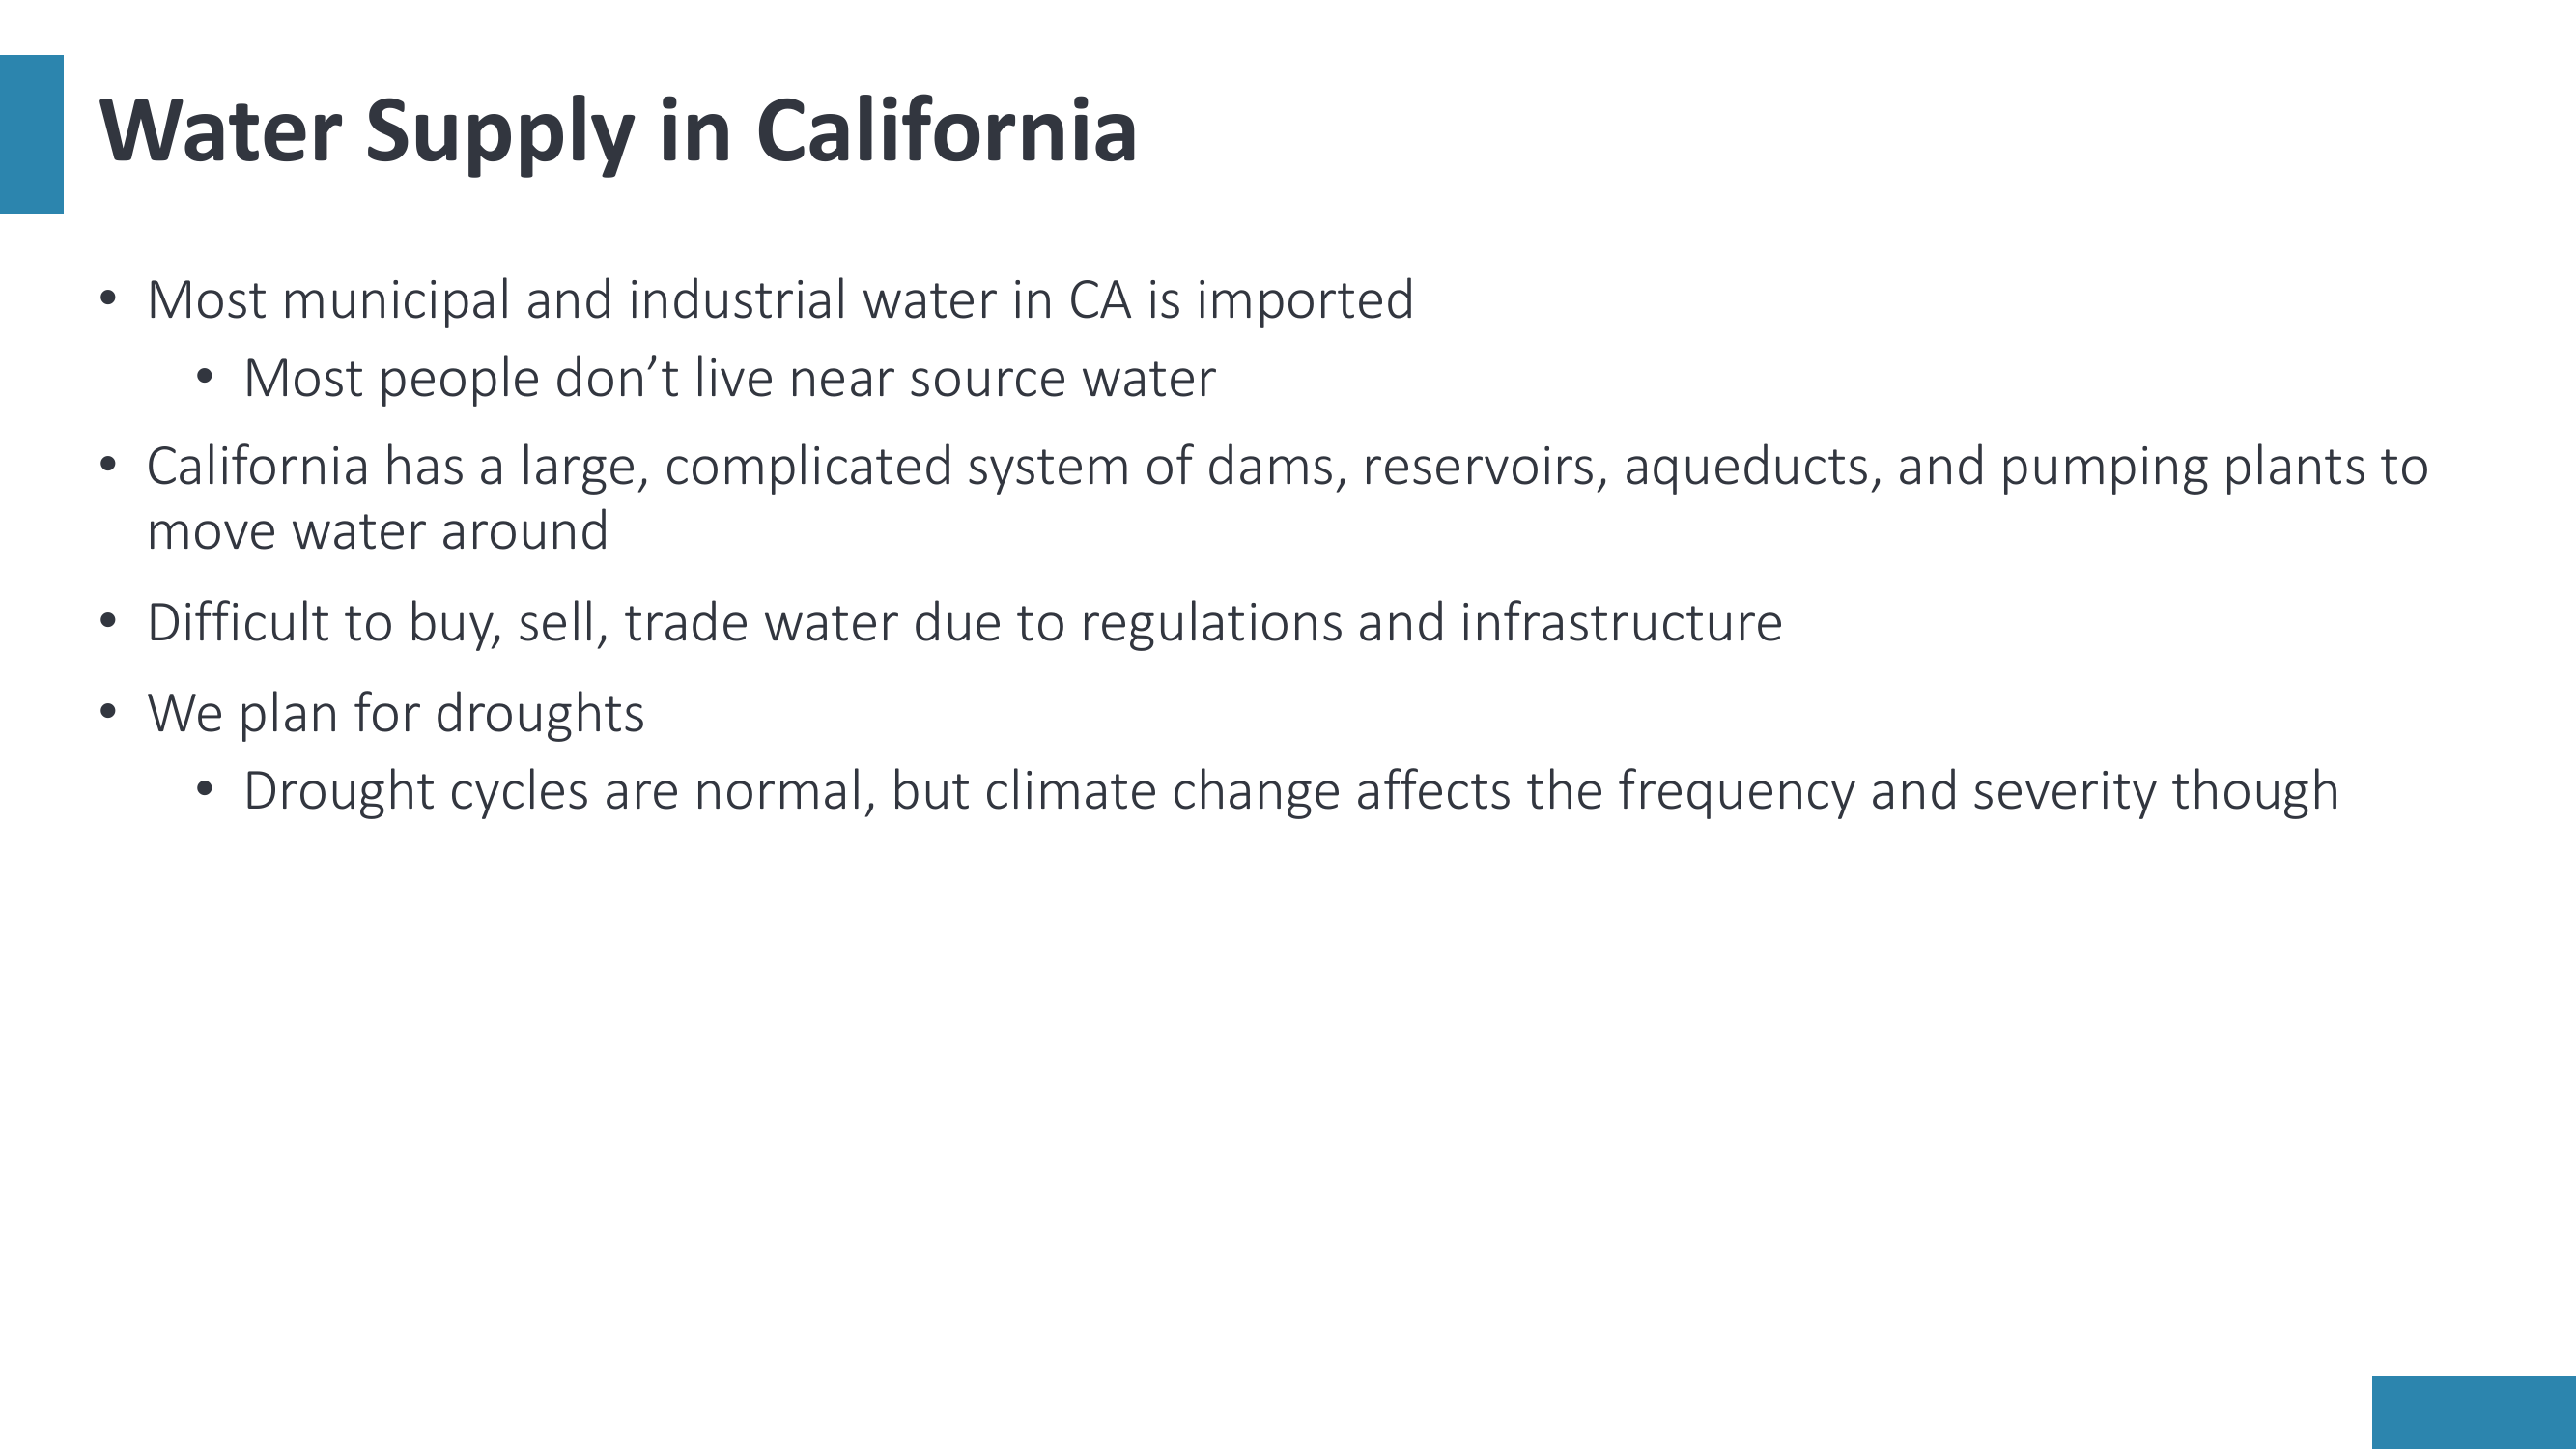 Water Supply in California
• Most municipal and industrial water in CA is imported
• Most people don’t live near source water
• California has a large, complicated system of dams, reservoirs, aqueducts, and pumping plants to
move water around
• Difficult to buy, sell, trade water due to regulations and infrastructure
• We plan for droughts
• Drought cycles are normal, but climate change affects the frequency and severity though